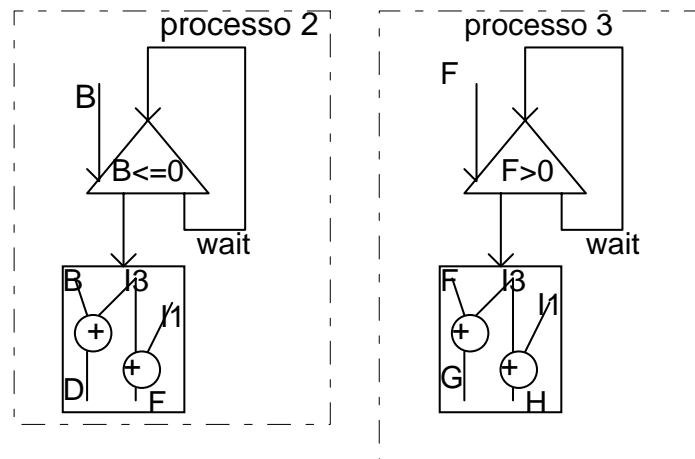 processo 2
B
B<=0
wait
B I3
+
I1
+
D
F
processo 3
F
F>0
wait
F I3
+
I1
+
G
H